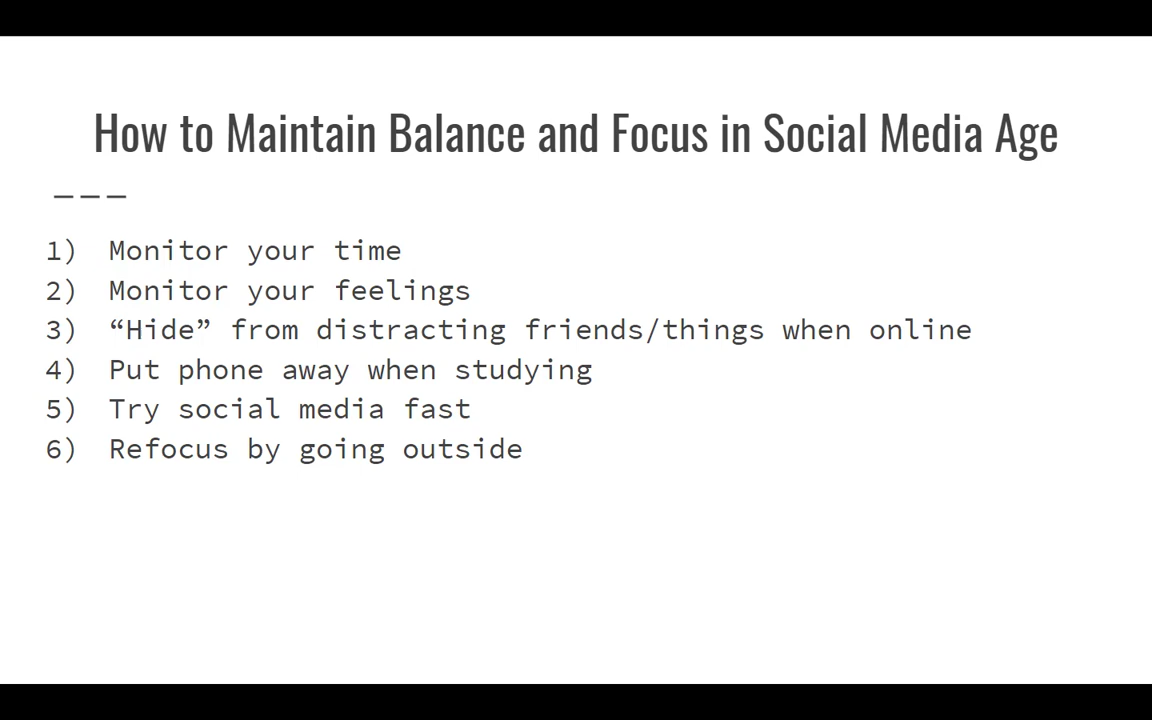 How to Maintain Balance and Focus in Social Media Age
1) Monitor your time
2) Monitor your feelings
3) “Hide” from distracting friends/things when online
4) Put phone away when studying
5) Try social media fast
6) Refocus by going outside